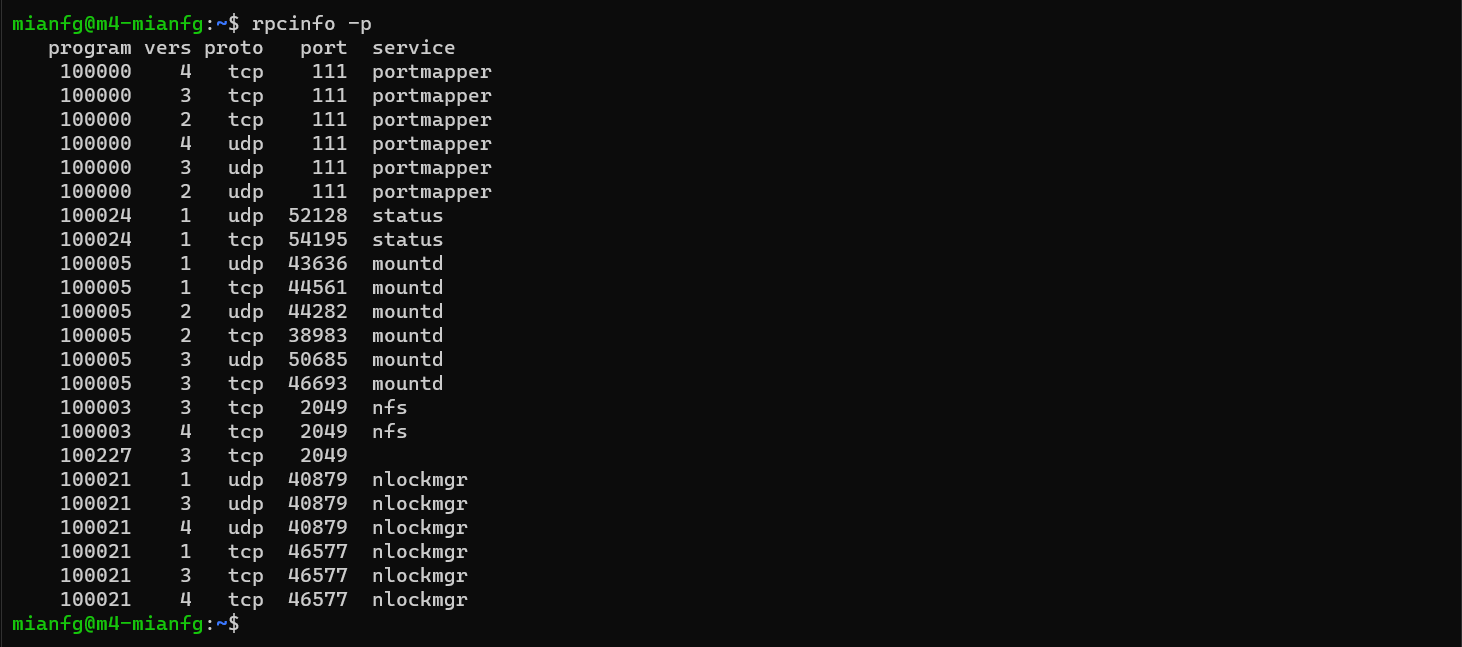 mianfg@m4-mianfg:~$ rpcinfo -p
   program vers proto   port  service
    100000    4   tcp    111  portmapper
    100000    3   tcp    111  portmapper
    100000    2   tcp    111  portmapper
    100000    4   udp    111  portmapper
    100000    3   udp    111  portmapper
    100000    2   udp    111  portmapper
    100024    1   udp  52128  status
    100024    1   tcp  54195  status
    100005    1   udp  43636  mountd
    100005    1   tcp  44561  mountd
    100005    2   udp  44282  mountd
    100005    2   tcp  38983  mountd
    100005    3   udp  50685  mountd
    100005    3   tcp  46693  mountd
    100003    3   tcp   2049  nfs
    100003    4   tcp   2049  nfs
    100227    3   tcp   2049
    100021    1   udp  40879  nlockmgr
    100021    3   udp  40879  nlockmgr
    100021    4   udp  40879  nlockmgr
    100021    1   tcp  46577  nlockmgr
    100021    3   tcp  46577  nlockmgr
    100021    4   tcp  46577  nlockmgr
mianfg@m4-mianfg:~$